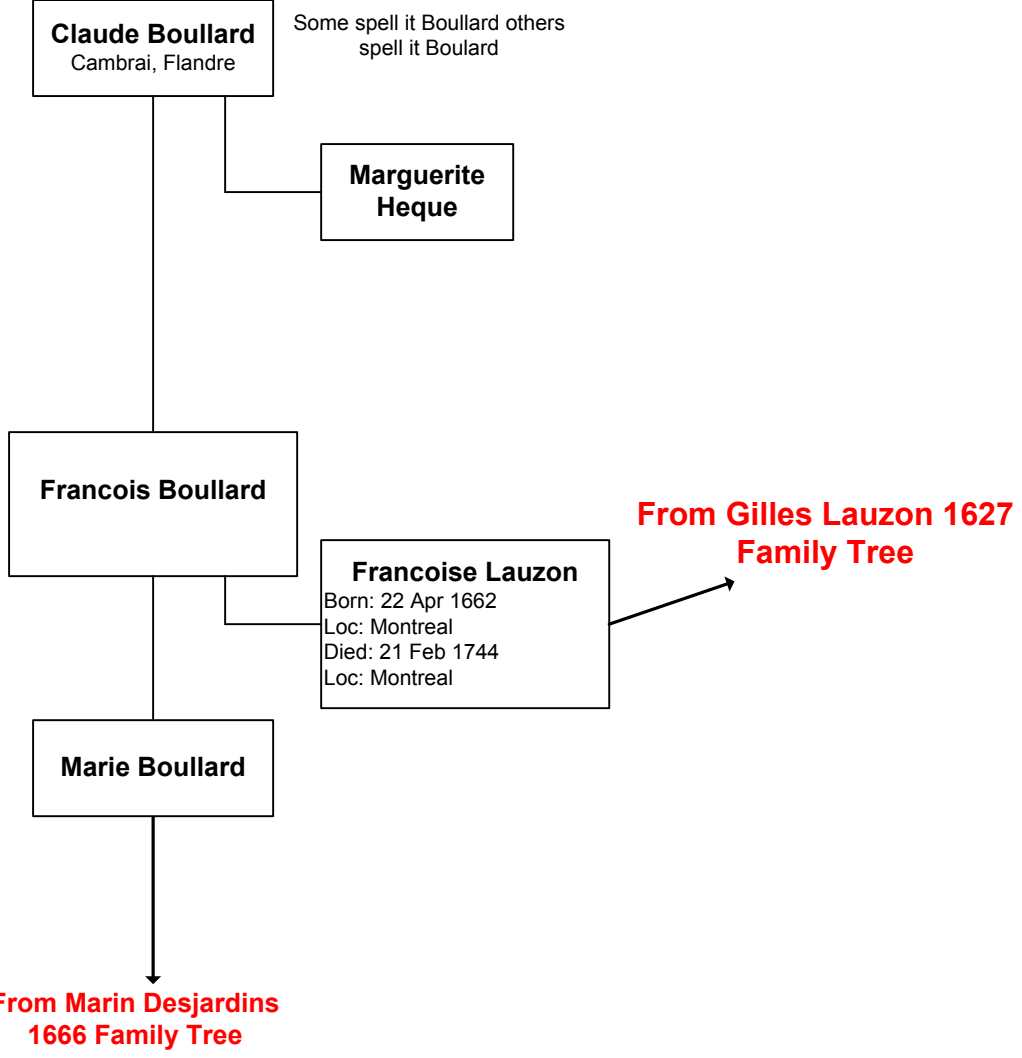 Claude Boullard
Cambrai, Flandre
Some spell it Boullard others
spell it Boulard
Marguerite
Heque
Francois Boullard
From Gilles Lauzon 1627
Family Tree
Francoise Lauzon
Born: 22 Apr 1662
Loc: Montreal
Died: 21 Feb 1744
Loc: Montreal
Marie Boullard
From Marin Desjardins
1666 Family Tree